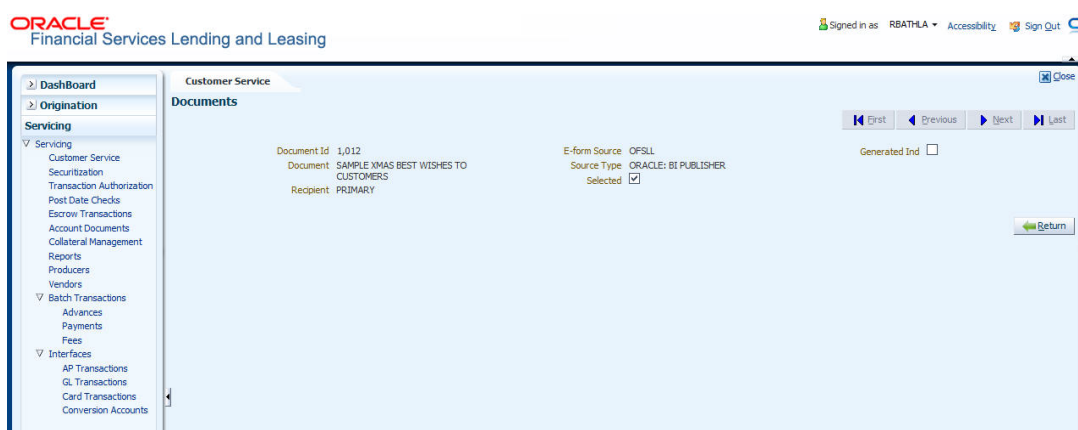 ORACLE
Financial Services Lending and Leasing
Signed in as RBATHLA Accessibility Sign Out
DashBoard
Origination
Servicing
Servicing
Customer Service
Securitization
Transaction Authorization
Post Date Checks
Escrow Transactions
Account Documents
Collateral Management
Reports
Producers
Vendors
Batch Transactions
Advances
Payments
Fees
Interfaces
AP Transactions
GL Transactions
Card Transactions
Conversion Accounts
Customer Service
Close
Documents
First Previous Next Last
Document Id 1,012
Document SAMPLE XMAS BEST WISHES TO
CUSTOMERS
Recipient PRIMARY
E-form Source OFSLL
Source Type ORACLE: BI PUBLISHER
Selected
Generated Ind
Return